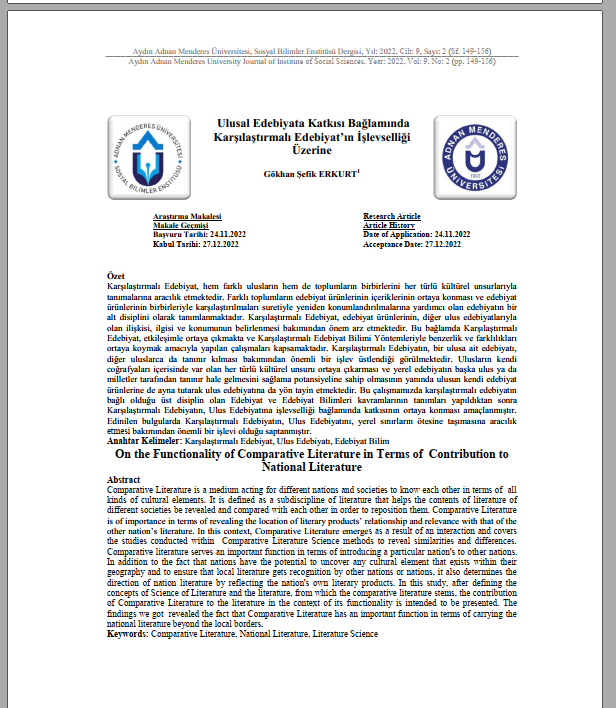 Aydın Adnan Menderes Üniversitesi, Sosyal Bilimler Enstitüsü Dergisi, Yıl: 2022, Cilt: 9, Sayı: 2 (Sf. 149-156)
Aydın Adnan Menderes University Journal of Institute of Social Sciences, Year: 2022, Vol: 9, No: 2 (pp. 149-156)
ADNAN MENDERES ÜNİVERSİTESİ
SOSYAL BİLİMLER ENSTİTÜSÜ
Ulusal Edebiyata Katkısı Bağlamında
Karşılaştırmalı Edebiyat’ın İşlevselliği
Üzerine
Gökhan Şefik ERKURT1
ADNAN MENDERES
ÜNİVERSİTESİ
1992
Araştırma Makalesi
Makale Geçmişi
Başvuru Tarihi: 24.11.2022
Kabul Tarihi: 27.12.2022
Research Article
Article History
Date of Application: 24.11.2022
Acceptance Date: 27.12.2022
Özet
Karşılaştırmalı Edebiyat, hem farklı ulusların hem de toplumların birbirlerini her türlü kültürel unsurlarıyla
tanımalarına aracılık etmektedir. Farklı toplumların edebiyat ürünlerinin içeriklerinin ortaya konması ve edebiyat
ürünlerinin birbirleriyle karşılaştırılmaları suretiyle yeniden konumlandırılmalarına yardımcı olan edebiyatın bir
alt disiplini olarak tanımlanmaktadır. Karşılaştırmalı Edebiyat, edebiyat ürünlerinin, diğer ulus edebiyatlarıyla
olan ilişkisi, ilgisi ve konumunun belirlenmesi bakımından önem arz etmektedir. Bu bağlamda Karşılaştırmalı
Edebiyat, etkileşimle ortaya çıkmakta ve Karşılaştırmalı Edebiyat Bilimi Yöntemleriyle benzerlik ve farklılıkları
ortaya koymak amacıyla yapılan çalışmaları kapsamaktadır. Karşılaştırmalı Edebiyatın, bir ulusa ait edebiyatı,
diğer uluslarca da tanınır kılması bakımından önemli bir işlev üstlendiği görülmektedir. Ulusların kendi
coğrafyaları içerisinde var olan her türlü kültürel unsuru ortaya çıkarması ve yerel edebiyatın başka ulus ya da
milletler tarafından tanınır hale gelmesini sağlama potansiyeline sahip olmasının yanında ulusun kendi edebiyat
ürünlerine de ayna tutarak ulus edebiyatına da yön tayin etmektedir. Bu çalışmamızda karşılaştırmalı edebiyatın
bağlı olduğu üst disiplin olan Edebiyat ve Edebiyat Bilimleri kavramlarının tanımları yapıldıktan sonra
Karşılaştırmalı Edebiyatın, Ulus Edebiyatına işlevselliği bağlamında katkısının ortaya konması amaçlanmıştır.
Edinilen bulgularda Karşılaştırmalı Edebiyatın, Ulus Edebiyatını, yerel sınırların ötesine taşımasına aracılık
etmesi bakımından önemli bir işlevi olduğu saptanmıştır.
Anahtar Kelimeler: Karşılaştırmalı Edebiyat, Ulus Edebiyatı, Edebiyat Bilim
On the Functionality of Comparative Literature in Terms of Contribution to
National Literature
Abstract
Comparative Literature is a medium acting for different nations and societies to know each other in terms of all
kinds of cultural elements. It is defined as a subdiscipline of literature that helps the contents of literature of
different societies be revealed and compared with each other in order to reposition them. Comparative Literature
is of importance in terms of revealing the location of literary products’ relationship and relevance with that of the
other nation’s literature. In this context, Comparative Literature emerges as a result of an interaction and covers
the studies conducted within Comparative Literature Science methods to reveal similarities and differences.
Comparative literature serves an important function in terms of introducing a particular nation's to other nations.
In addition to the fact that nations have the potential to uncover any cultural element that exists within their
geography and to ensure that local literature gets recognition by other nations or nations, it also determines the
direction of nation literature by reflecting the nation's own literary products. In this study, after defining the
concepts of Science of Literature and the literature, from which the comparative literature stems, the contribution
of Comparative Literature to the literature in the context of its functionality is intended to be presented. The
findings we got revealed the fact that Comparative Literature has an important function in terms of carrying the
national literature beyond the local borders.
Keywords: Comparative Literature, National Literature, Literature Science